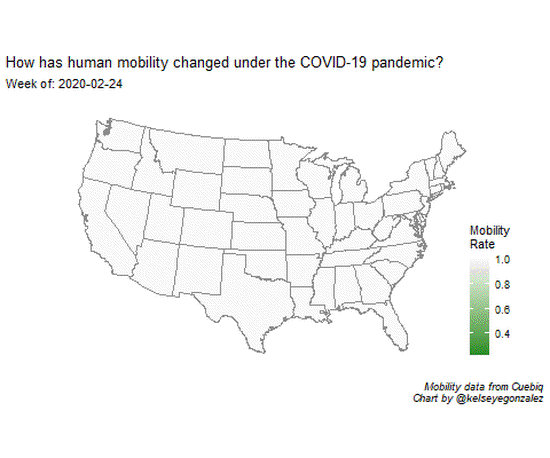 How has human mobility changed under the COVID-19 pandemic?
Week of: 2020-02-24
Mobility
Rate
1.0
0.8
0.6
0.4
Mobility data from Cuebiq
Chart by @kelseyegonzalez